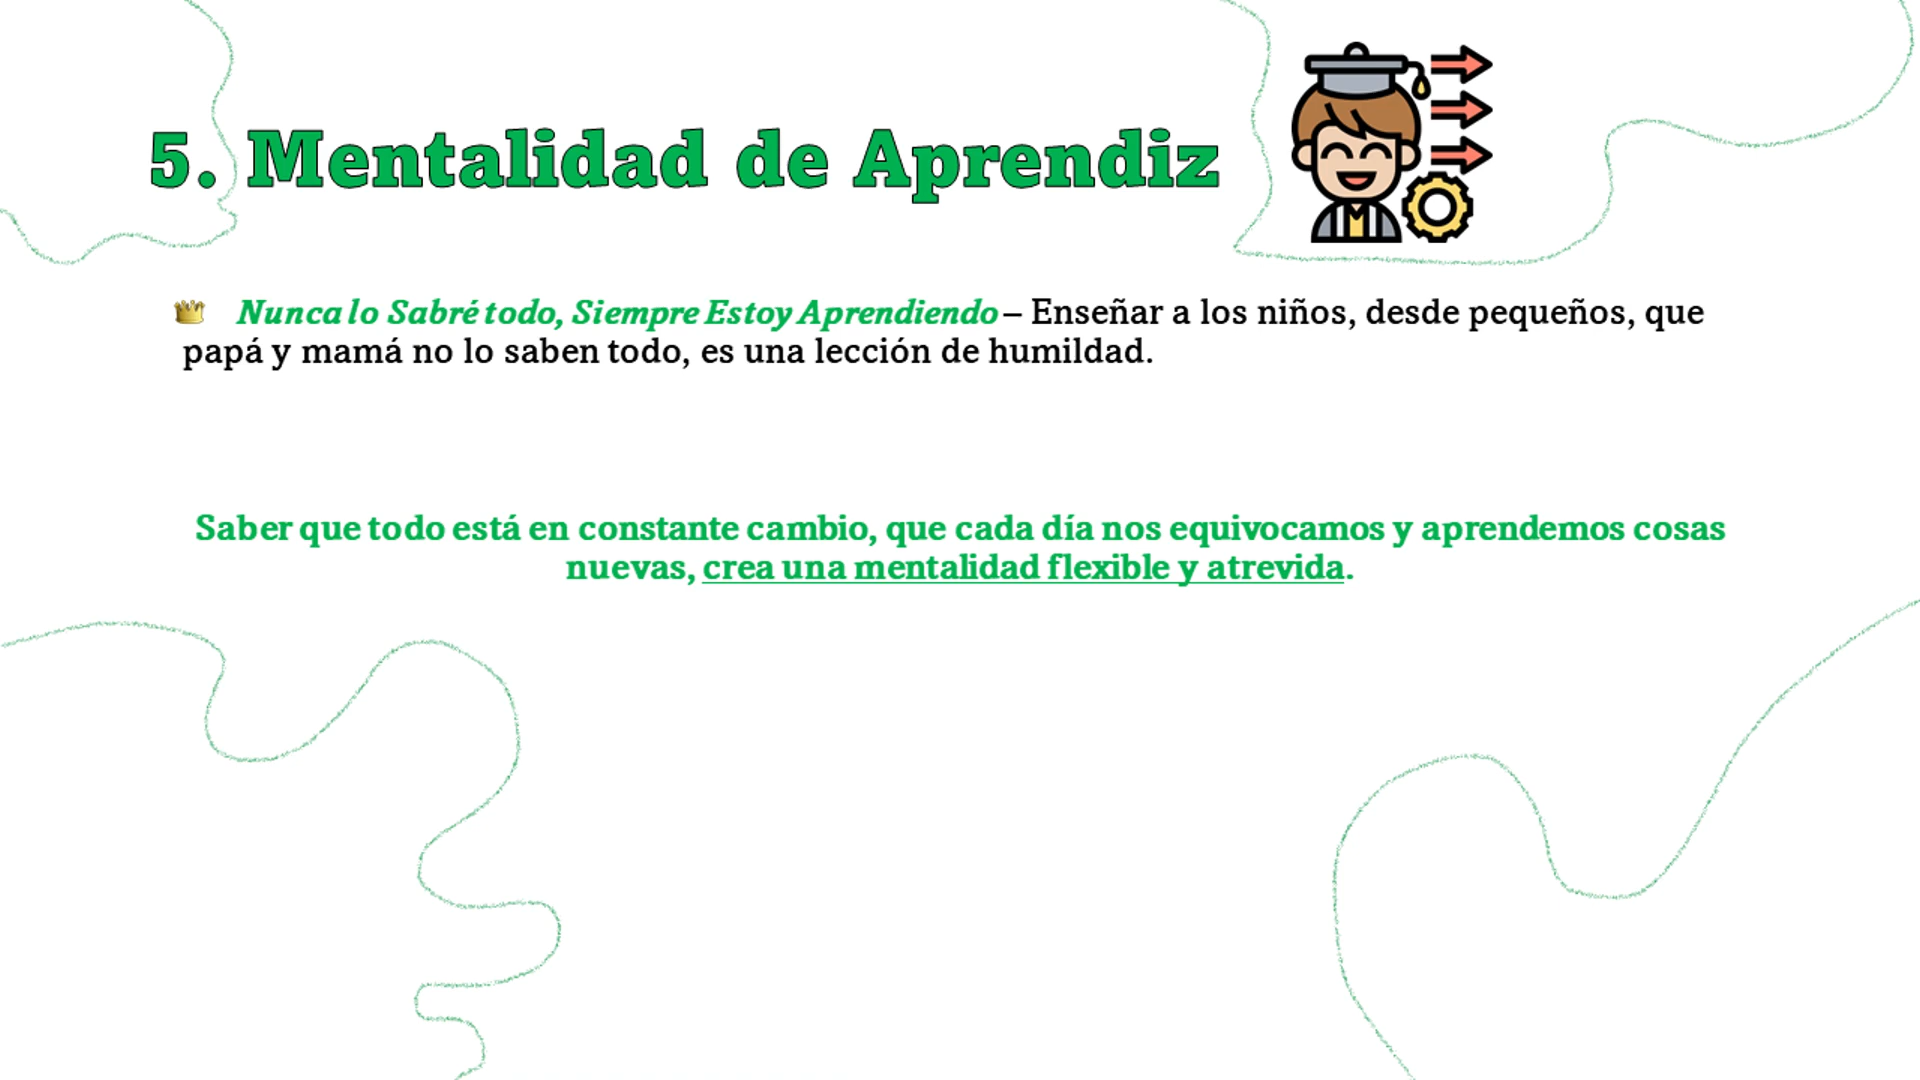 5. Mentalidad de Aprendiz
Nunca lo Sabré todo, Siempre Estoy Aprendiendo – Enseñar a los niños, desde pequeños, que
papá y mamá no lo saben todo, es una lección de humildad.
Saber que todo está en constante cambio, que cada día nos equivocamos y aprendemos cosas
nuevas, crea una mentalidad flexible y atrevida.